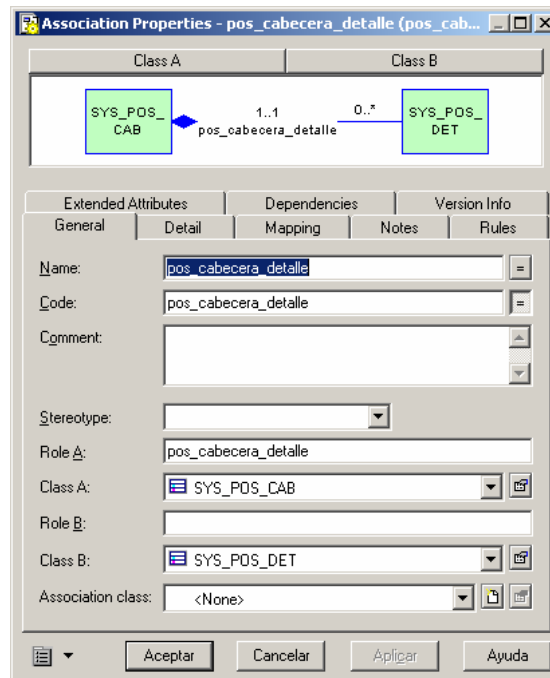 Association Properties - pos_cabecera_detalle (pos_cab...
Class A Class B
SYS_POS_
CAB
1..1
pos_cabecera_detalle
0..*
SYS_POS_
DET
Extended Attributes Dependencies Version Info
General Detail Mapping Notes Rules
Name: pos_cabecera_detalle =
Code: pos_cabecera_detalle =
Comment:
Stereotype:
Role A: pos_cabecera_detalle
Class A: SYS_POS_CAB
Role B:
Class B: SYS_POS_DET
Association class: <None>
Aceptar Cancelar Aplicar Ayuda